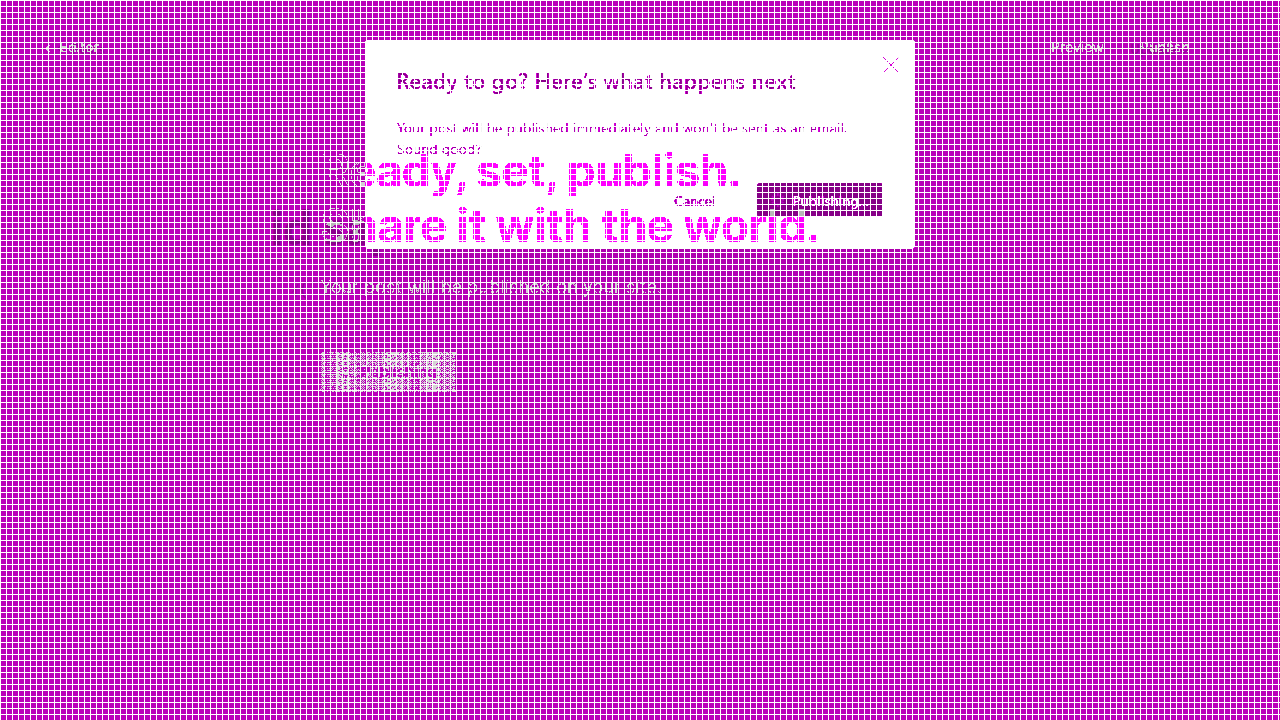 ‹ Editor
Preview
Publish
Ready to go? Here's what happens next
Your post will be published immediately and won't be sent as an email.
Sound good?
Ready, set, publish.
Cancel
Publishing...
Share it with the world.
Your post will be published on your site.